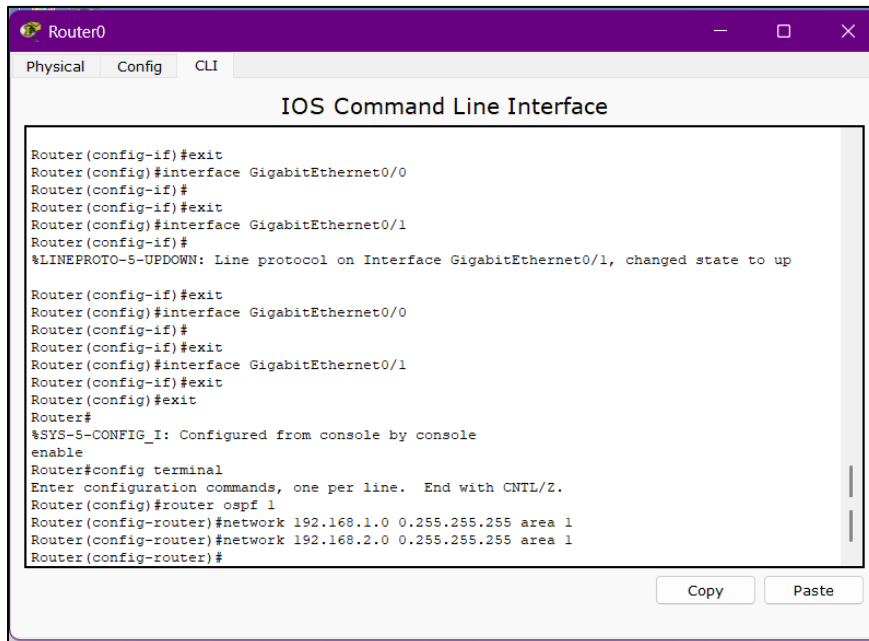 Router0
Physical Config CLI
IOS Command Line Interface
Router(config-if)#exit
Router(config)#interface GigabitEthernet0/0
Router(config-if)#
Router(config-if)#exit
Router(config)#interface GigabitEthernet0/1
Router(config-if)#
%LINEPROTO-5-UPDOWN: Line protocol on Interface GigabitEthernet0/1, changed state to up
Router(config-if)#exit
Router(config)#interface GigabitEthernet0/0
Router(config-if)#
Router(config-if)#exit
Router(config)#interface GigabitEthernet0/1
Router(config-if)#exit
Router(config)#exit
Router#
%SYS-5-CONFIG_I: Configured from console by console
enable
Router#config terminal
Enter configuration commands, one per line.  End with CNTL/Z.
Router(config)#router ospf 1
Router(config-router)#network 192.168.1.0 0.255.255.255 area 1
Router(config-router)#network 192.168.2.0 0.255.255.255 area 1
Router(config-router)#
Copy Paste